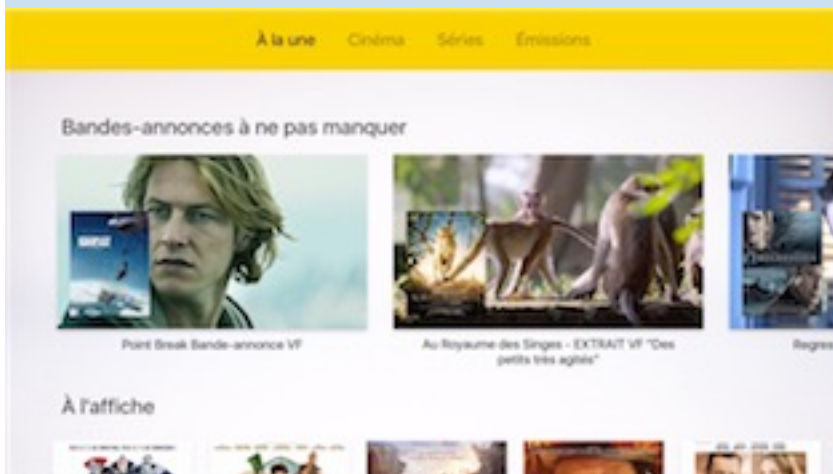 À la une Cinéma Séries Émissions
Bandes-annonces à ne pas manquer
Point Break Bande-annonce VF
Au Royaume des Singes - EXTRAIT VF "Des
petits très agités"
Regres
À l'affiche